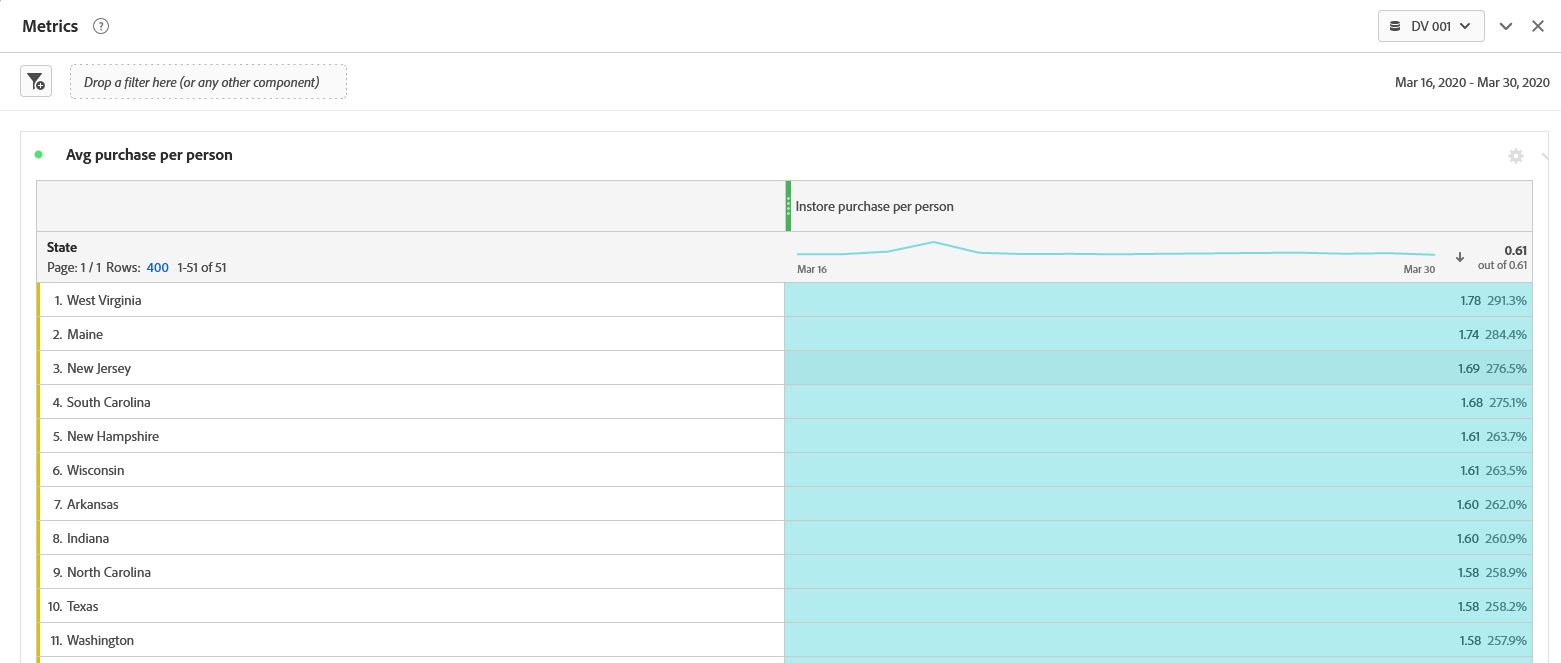 Metrics ?
DV 001
Drop a filter here (or any other component)
Mar 16, 2020 - Mar 30, 2020
Avg purchase per person
Instore purchase per person
State
Page: 1 / 1 Rows: 400 1-51 of 51
Mar 16
Mar 30
0.61
out of 0.61
1. West Virginia 1.78 291.3%
2. Maine 1.74 284.4%
3. New Jersey 1.69 276.5%
4. South Carolina 1.68 275.1%
5. New Hampshire 1.61 263.7%
6. Wisconsin 1.61 263.5%
7. Arkansas 1.60 262.0%
8. Indiana 1.60 260.9%
9. North Carolina 1.58 258.9%
10. Texas 1.58 258.2%
11. Washington 1.58 257.9%